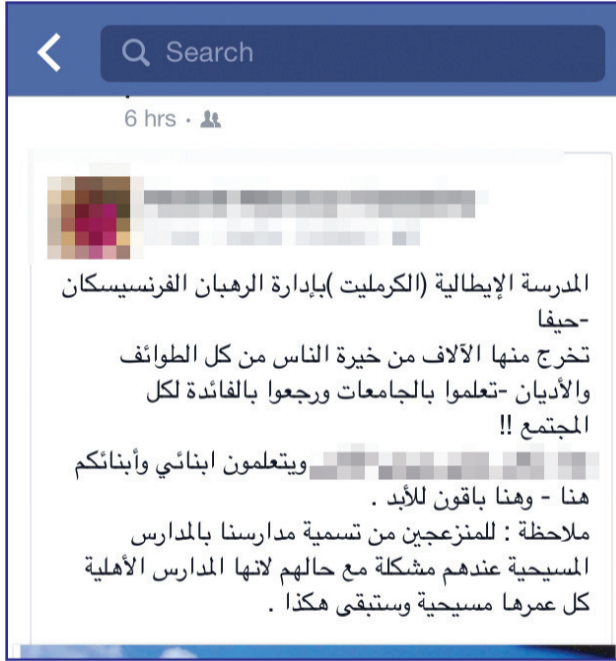 Search
6 hrs ·
المدرسة الإيطالية (الكرمليت )بإدارة الرهبان الفرنسيسكان
-حيفا
تخرج منها الآلاف من خيرة الناس من كل الطوائف
والأديان -تعلموا بالجامعات ورجعوا بالفائدة لكل
المجتمع !!
ويتعلمون ابنائي وأبنائكم
هنا - وهنا باقون للأبد .
ملاحظة : للمنزعجين من تسمية مدارسنا بالمدارس
المسيحية عندهم مشكلة مع حالهم لانها المدارس الأهلية
كل عمرها مسيحية وستبقى هكذا .